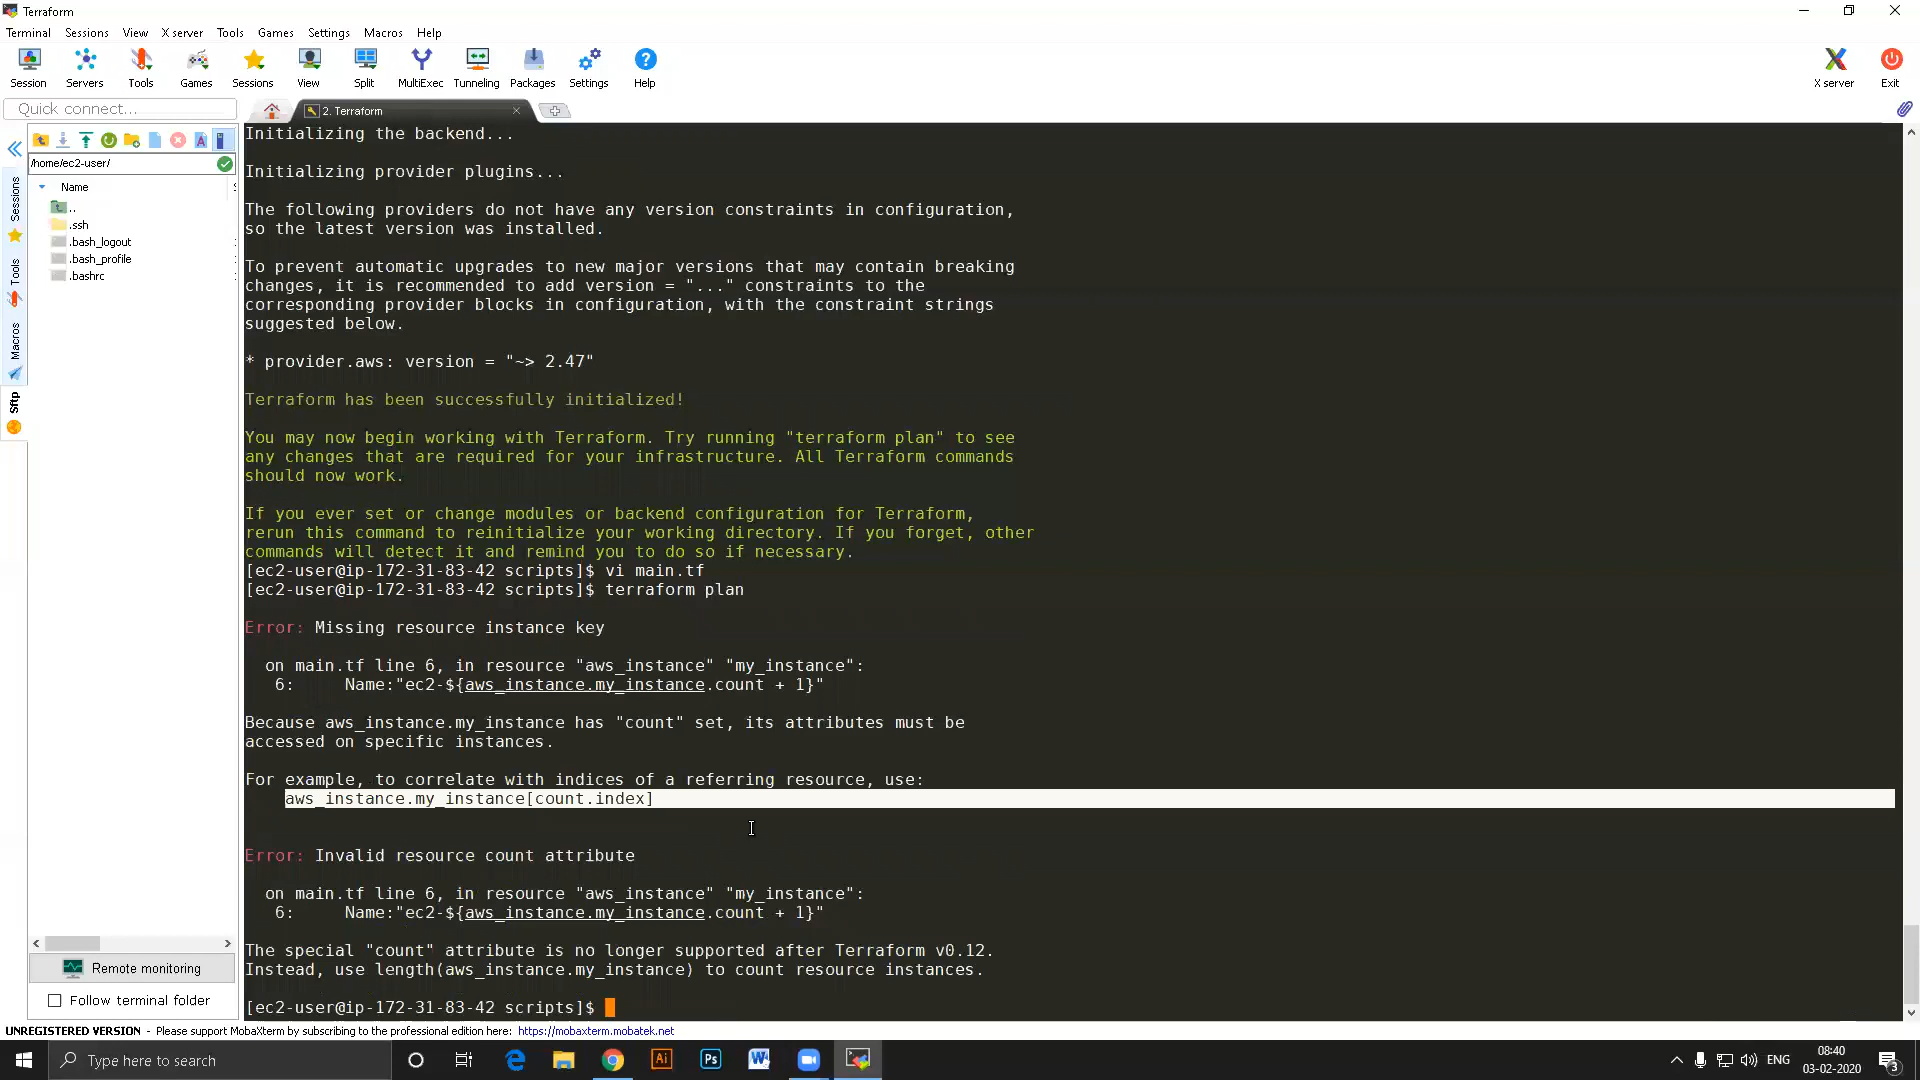 Terraform
Terminal Sessions View X server Tools Games Settings Macros Help
Session Servers Tools Games Sessions View Split MultiExec Tunneling Packages Settings Help X server Exit
Quick connect...
2. Terraform
/home/ec2-user/
Name
..
.ssh
.bash_logout
.bash_profile
.bashrc
Sessions
Tools
Macros
Sftp
Initializing the backend...
Initializing provider plugins...
The following providers do not have any version constraints in configuration,
so the latest version was installed.
To prevent automatic upgrades to new major versions that may contain breaking
changes, it is recommended to add version = "..." constraints to the
corresponding provider blocks in configuration, with the constraint strings
suggested below.
* provider.aws: version = "~> 2.47"
Terraform has been successfully initialized!
You may now begin working with Terraform. Try running "terraform plan" to see
any changes that are required for your infrastructure. All Terraform commands
should now work.
If you ever set or change modules or backend configuration for Terraform,
rerun this command to reinitialize your working directory. If you forget, other
commands will detect it and remind you to do so if necessary.
[ec2-user@ip-172-31-83-42 scripts]$ vi main.tf
[ec2-user@ip-172-31-83-42 scripts]$ terraform plan
Error: Missing resource instance key
on main.tf line 6, in resource "aws_instance" "my_instance":
6: Name:"ec2-${aws_instance.my_instance.count + 1}"
Because aws_instance.my_instance has "count" set, its attributes must be
accessed on specific instances.
For example, to correlate with indices of a referring resource, use:
aws_instance.my_instance[count.index]
Error: Invalid resource count attribute
on main.tf line 6, in resource "aws_instance" "my_instance":
6: Name:"ec2-${aws_instance.my_instance.count + 1}"
The special "count" attribute is no longer supported after Terraform v0.12.
Instead, use length(aws_instance.my_instance) to count resource instances.
[ec2-user@ip-172-31-83-42 scripts]$
Remote monitoring
Follow terminal folder
UNREGISTERED VERSION - Please support MobaXterm by subscribing to the professional edition here: https://mobaxterm.mobatek.net
Type here to search
Ai
Ps
W
ENG
08:40
03-02-2020
3